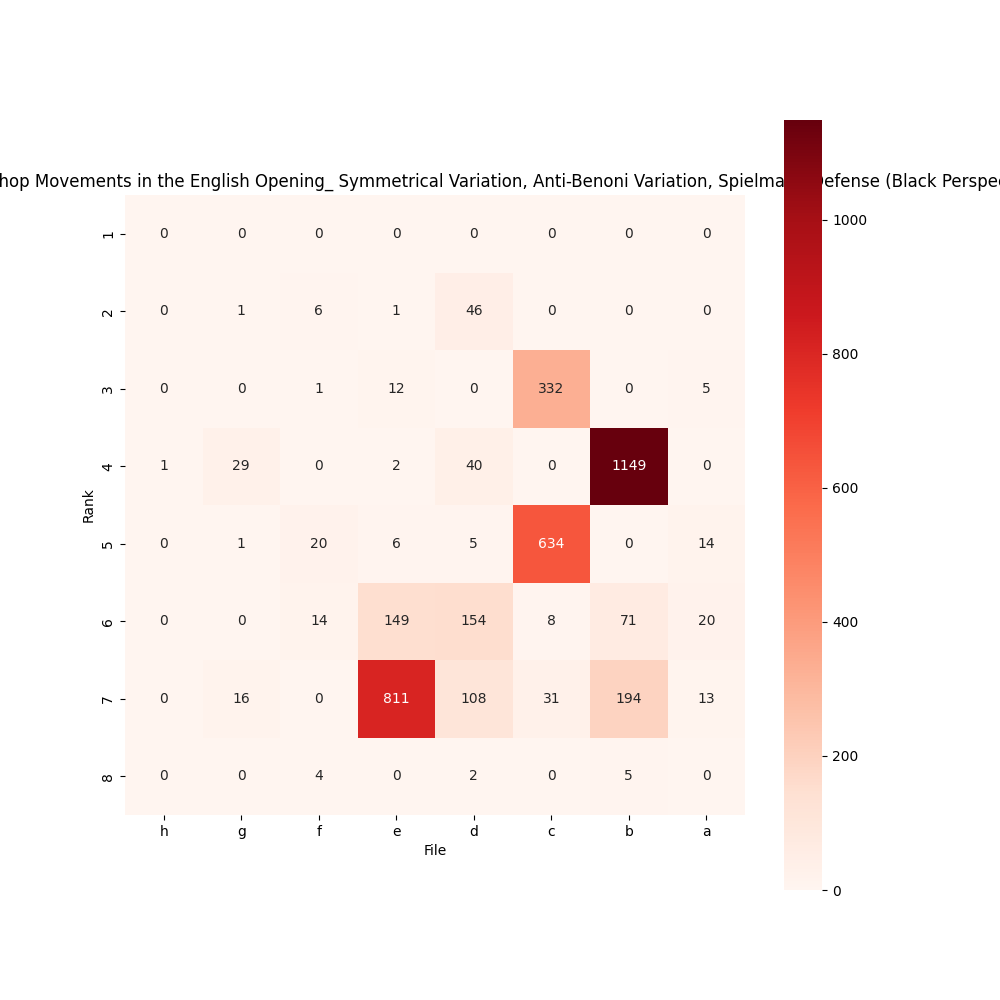 hop Movements in the English Opening_ Symmetrical Variation, Anti-Benoni Variation, Spielma efense (Black Perspec
1 0 0 0 0 0 0 0 0
2 0 1 6 1 46 0 0 0
3 0 0 1 12 0 332 0 5
4 1 29 0 2 40 0 1149 0
5 0 1 20 6 5 634 0 14
6 0 0 14 149 154 8 71 20
7 0 16 0 811 108 31 194 13
8 0 0 4 0 2 0 5 0
h g f e d c b a
File
Rank
1000
800
600
400
200
0